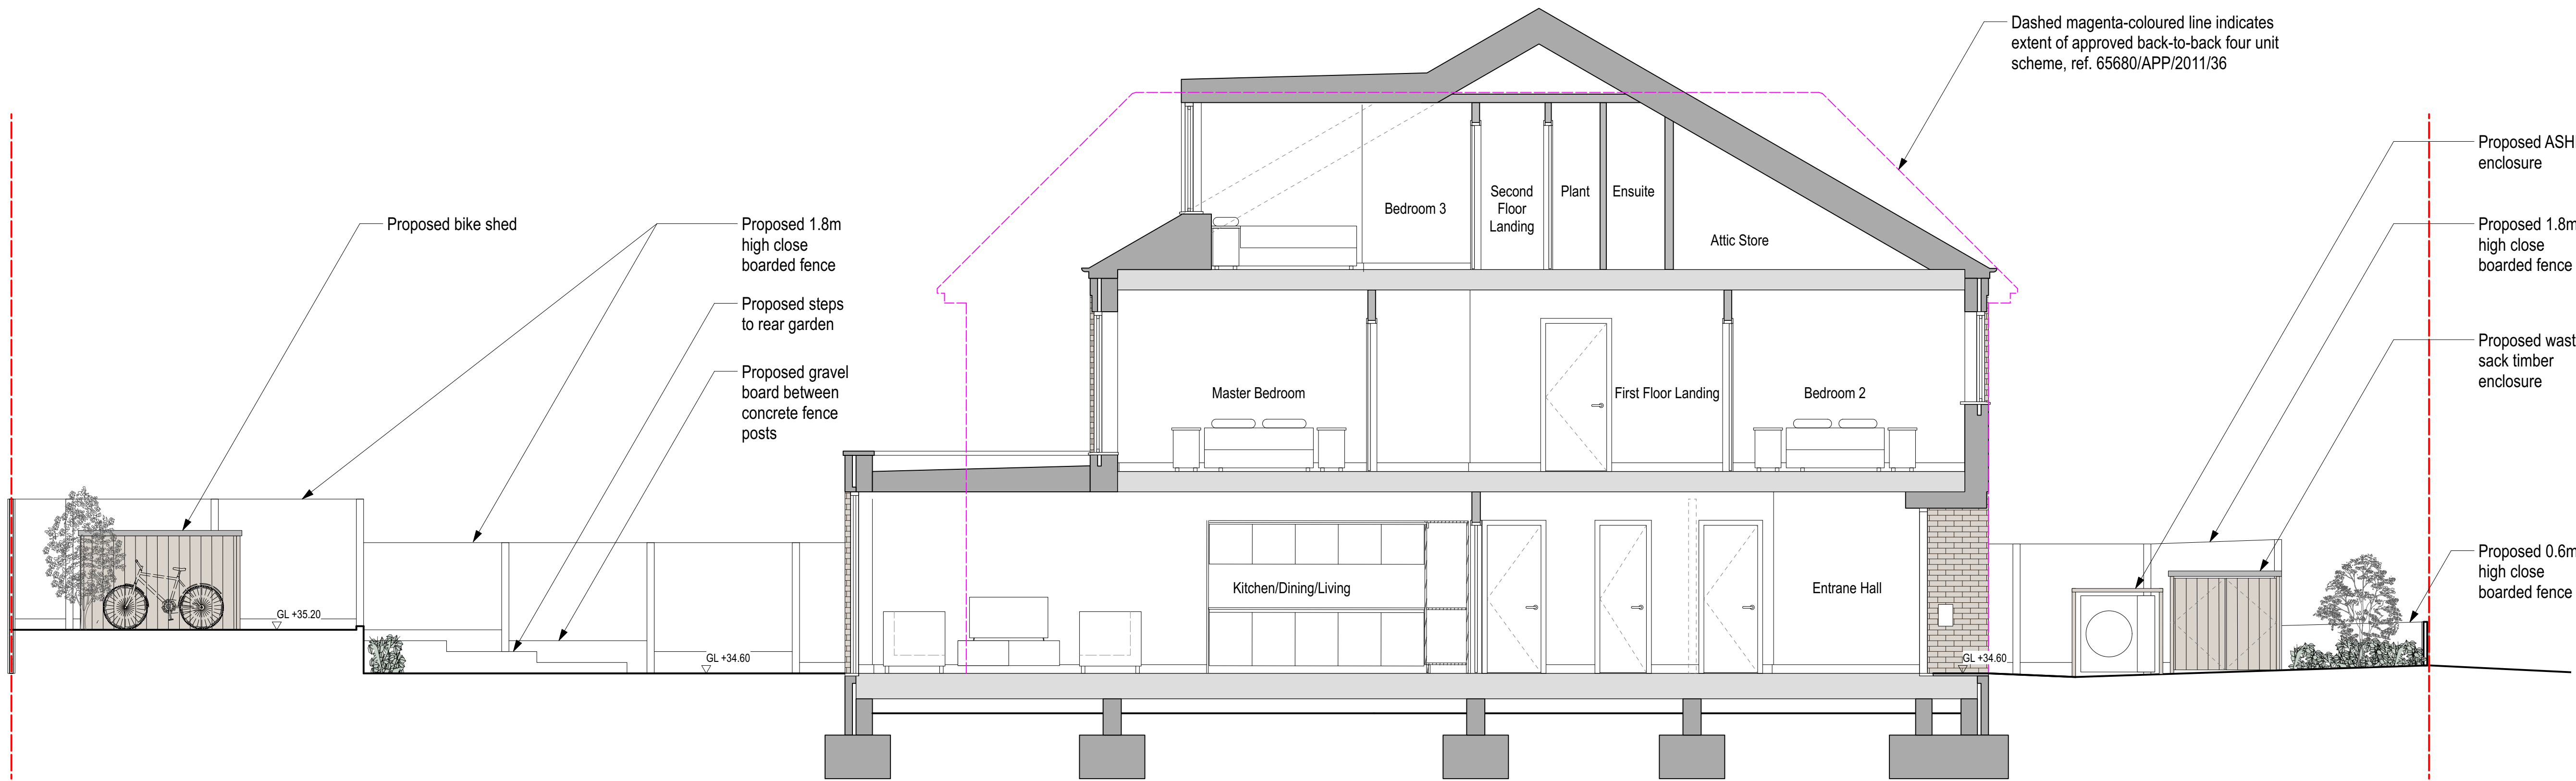 Dashed magenta-coloured line indicates
extent of approved back-to-back four unit
scheme, ref. 65680/APP/2011/36
Proposed ASH
enclosure
Proposed bike shed
Proposed 1.8m
high close
boarded fence
Bedroom 3
Second
Floor
Landing
Plant
Ensuite
Attic Store
Proposed 1.8m
high close
boarded fence
Proposed steps
to rear garden
Proposed wast
sack timber
enclosure
Proposed gravel
board between
concrete fence
posts
Master Bedroom
First Floor Landing
Bedroom 2
Proposed 0.6m
high close
boarded fence
Kitchen/Dining/Living
Entrane Hall
GL +35.20
GL +34.60
GL +34.60